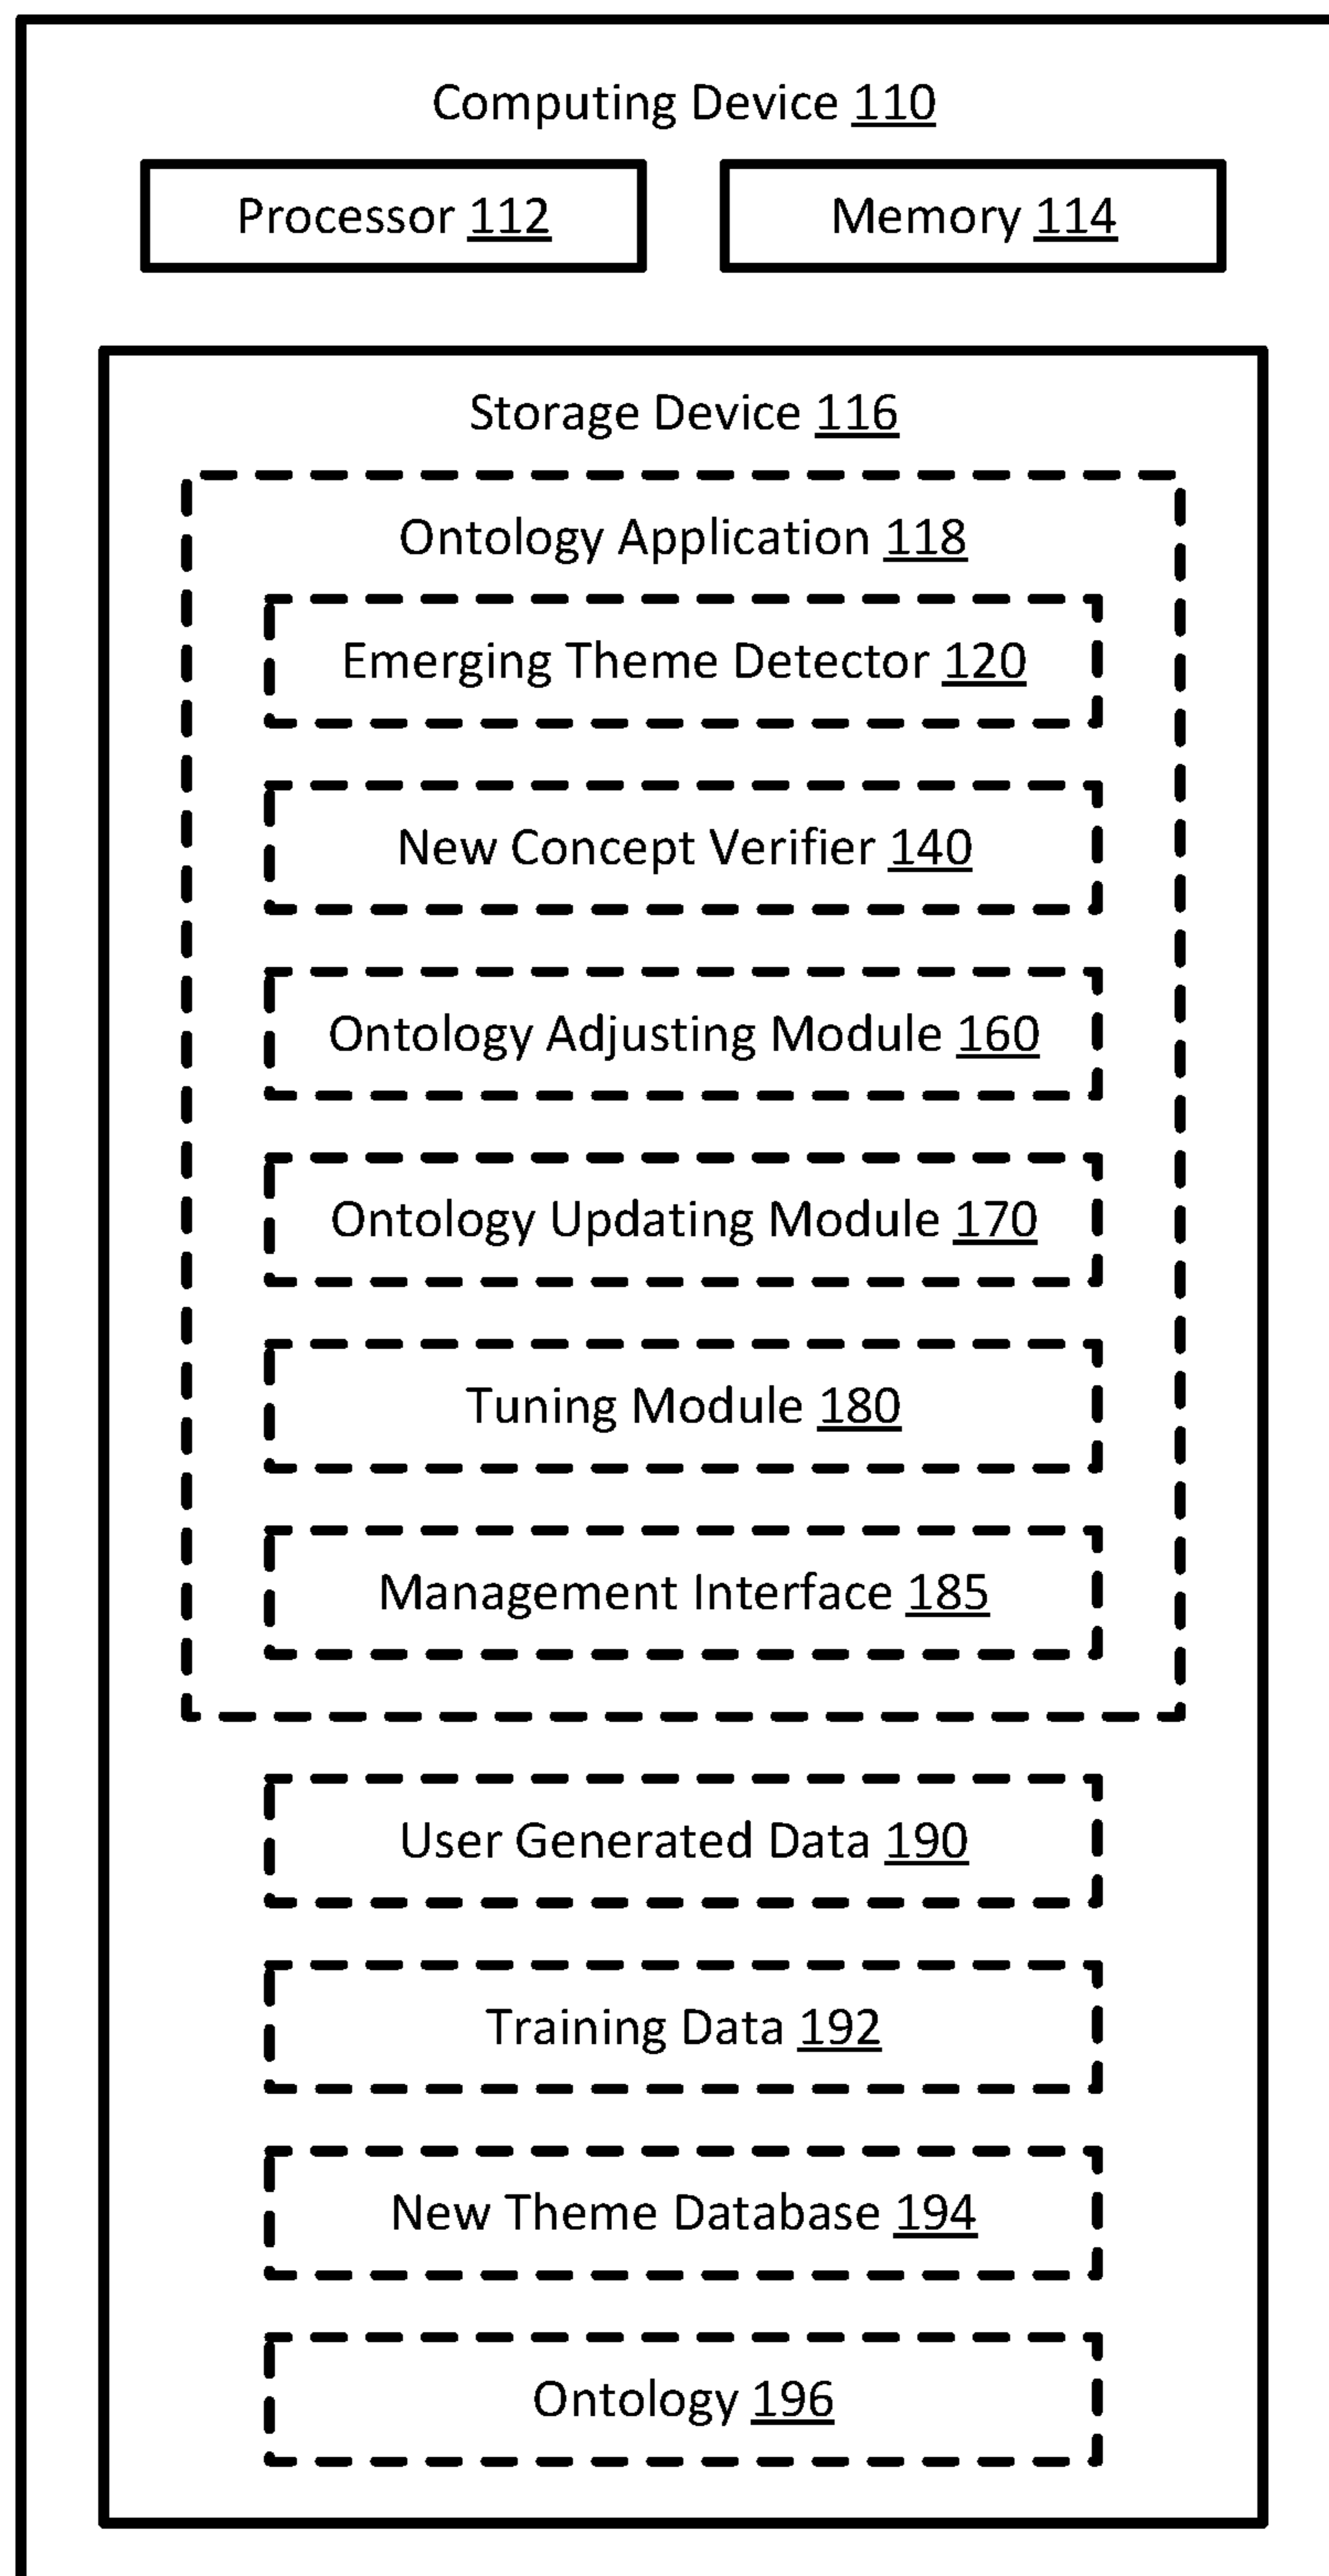 Computing Device 110
Processor 112
Memory 114
Storage Device 116
Ontology Application 118
Emerging Theme Detector 120
New Concept Verifier 140
Ontology Adjusting Module 160
Ontology Updating Module 170
Tuning Module 180
Management Interface 185
User Generated Data 190
Training Data 192
New Theme Database 194
Ontology 196